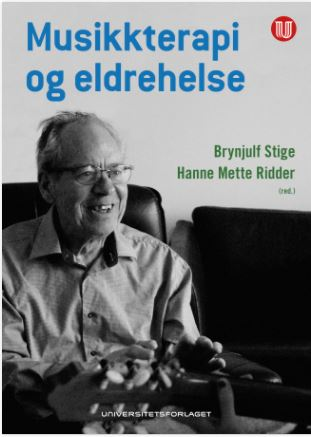 Musikkterapi
og eldrehelse
Brynjulf Stige
Hanne Mette Ridder
(red.)
UNIVERSITETSFORLAGET